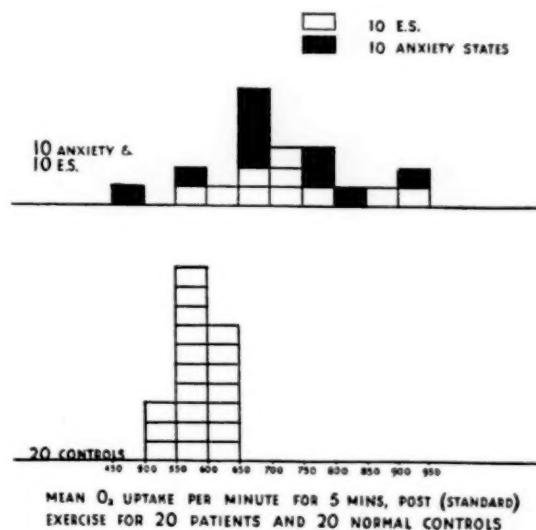 10 E.S.
10 ANXIETY STATES
10 ANXIETY &
10 E.S.
20 CONTROLS
450 500 550 600 650 700 750 800 850 900 950
MEAN O₂ UPTAKE PER MINUTE FOR 5 MINS, POST (STANDARD)
EXERCISE FOR 20 PATIENTS AND 20 NORMAL CONTROLS